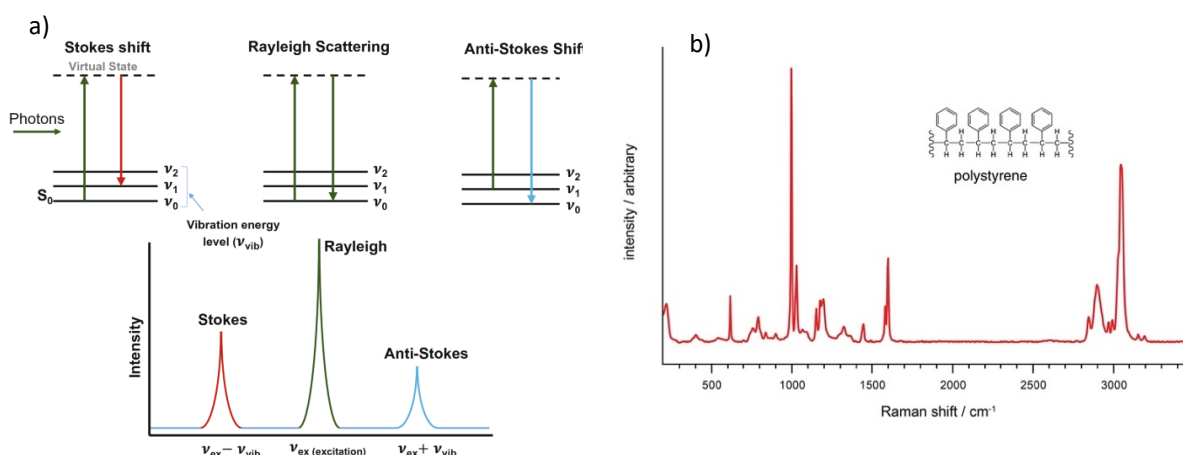 a)
Stokes shift
Rayleigh Scattering
Anti-Stokes Shift
Virtual State
Photons
ν2
ν1
ν0
S0
ν2
ν1
ν0
ν2
ν1
ν0
Vibration energy
level (νvib)
Intensity
Stokes
Rayleigh
Anti-Stokes
νex− νvib
νex (excitation)
νex+ νvib
b)
intensity / arbitrary
H H H H
C C C C C C C C
H H H H H H H H
polystyrene
500 1000 1500 2000 2500 3000
Raman shift / cm⁻¹